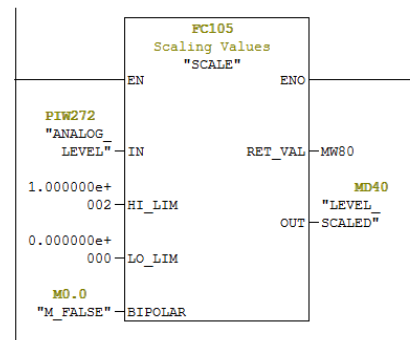 FC105
Scaling Values
"SCALE"
EN ENO
PIW272
"ANALOG_
LEVEL" IN RET_VAL MW80
1.000000e+
002 HI_LIM
MD40
"LEVEL_
OUT SCALED"
0.000000e+
000 LO_LIM
M0.0
"M_FALSE" BIPOLAR